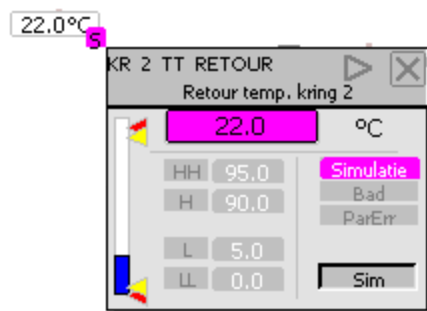 22.0°C
S
KR 2 TT RETOUR
Retour temp. kring 2
22.0 °C
HH 95.0
Simulatie
H 90.0
Bad
ParErr
L 5.0
LL 0.0
Sim